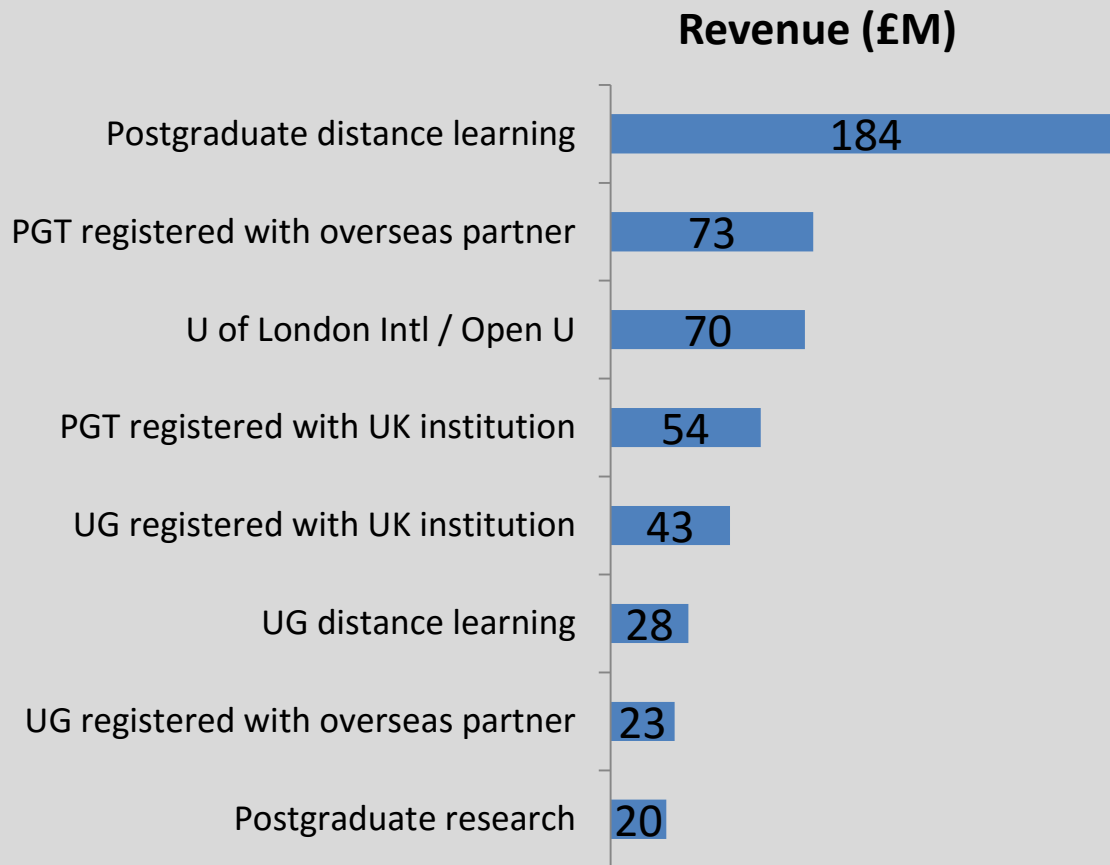 Revenue (£M)
Postgraduate distance learning 184
PGT registered with overseas partner 73
U of London Intl / Open U 70
PGT registered with UK institution 54
UG registered with UK institution 43
UG distance learning 28
UG registered with overseas partner 23
Postgraduate research 20